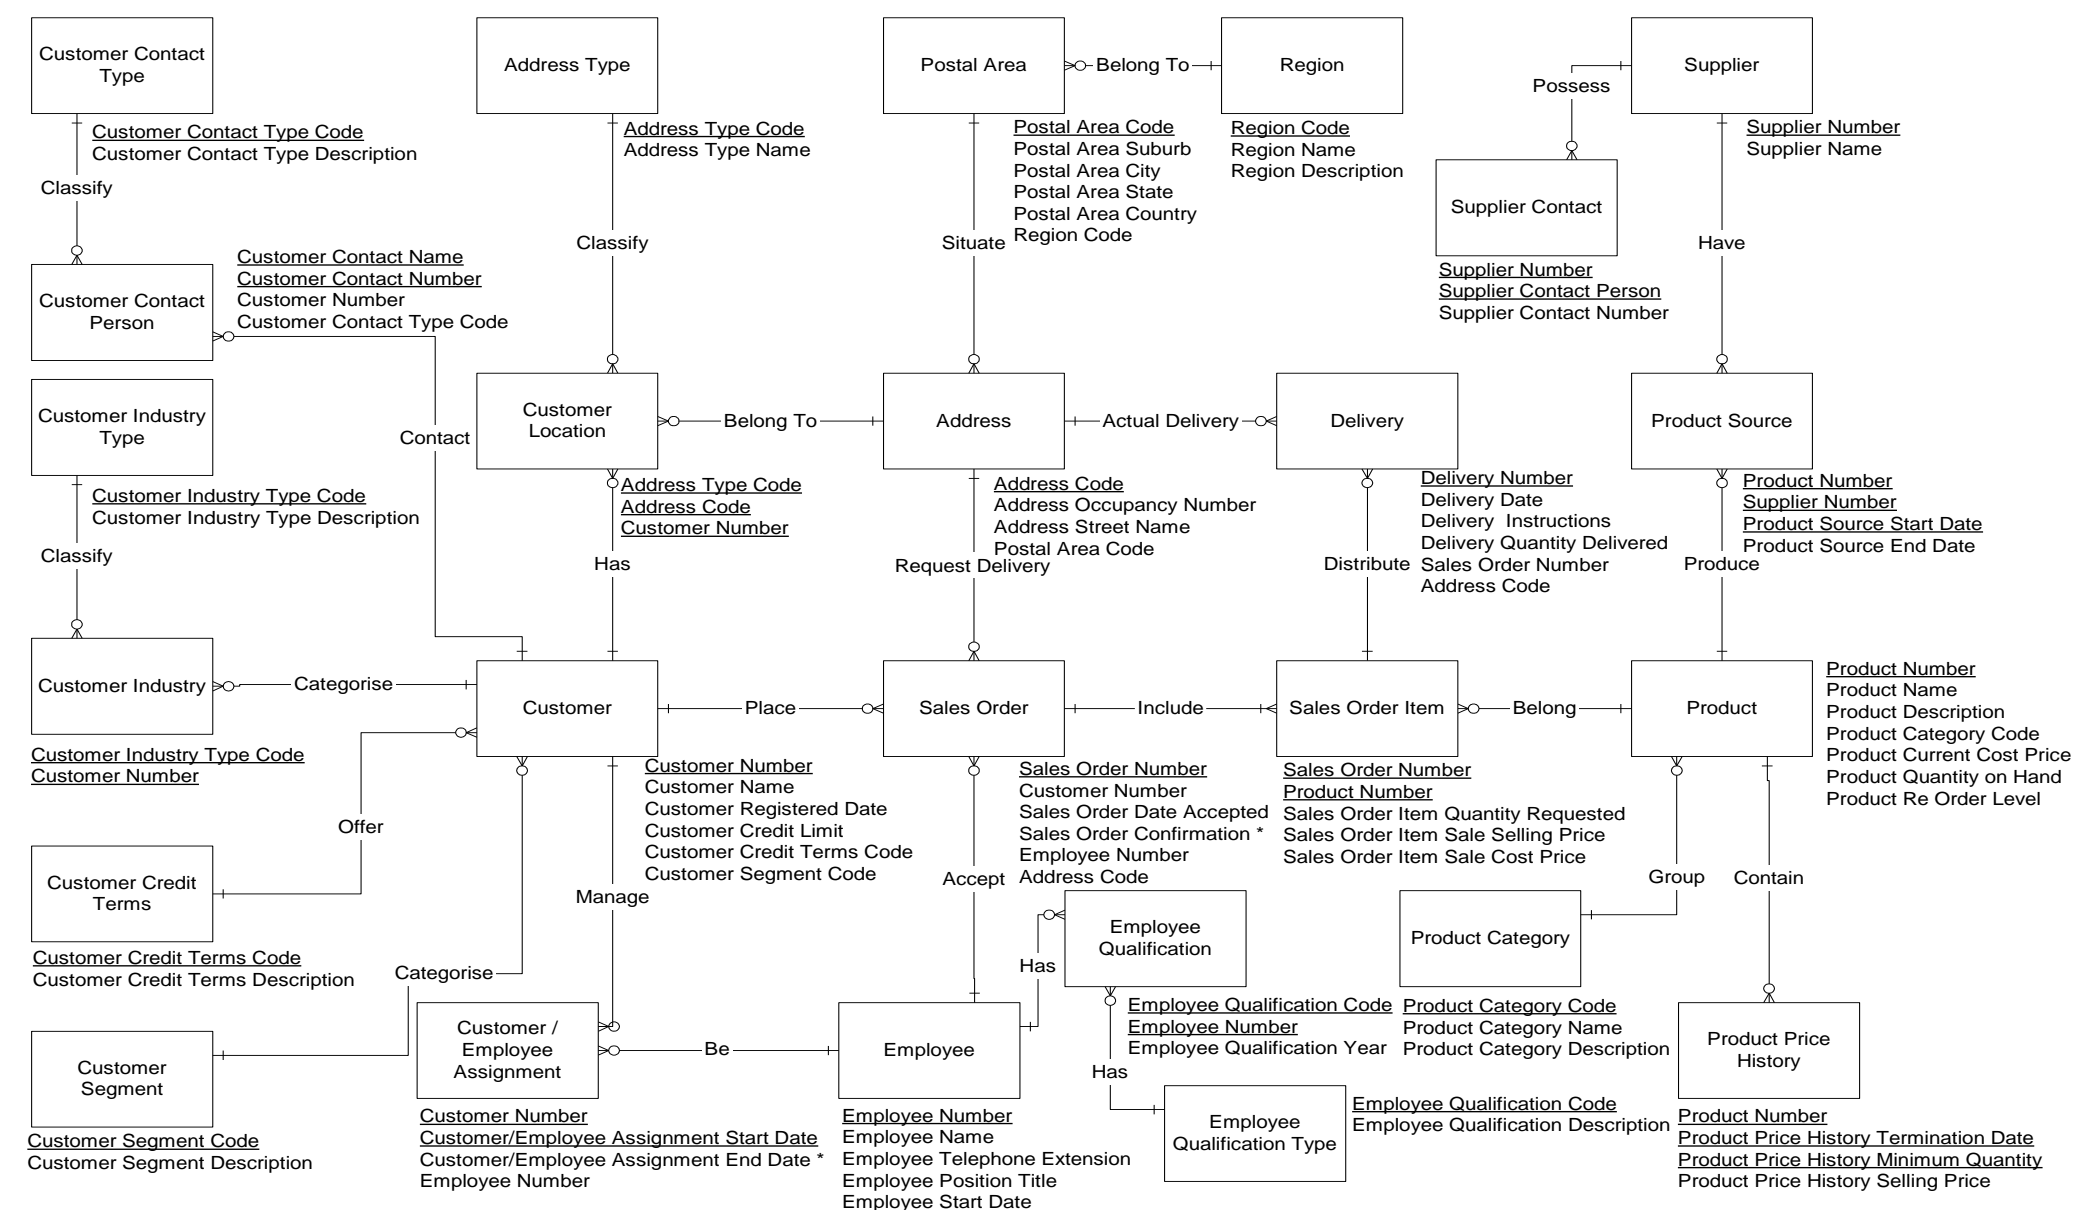 Customer Contact
Type
Customer Contact Type Code
Customer Contact Type Description
Classify
Address Type
Address Type Code
Address Type Name
Classify
Postal Area
Belong To
Region
Postal Area Code
Postal Area Suburb
Postal Area City
Postal Area State
Postal Area Country
Region Code
Situate
Region Code
Region Name
Region Description
Supplier
Possess
Supplier Number
Supplier Name
Supplier Contact
Supplier Number
Supplier Contact Person
Supplier Contact Number
Have
Customer Contact
Person
Customer Contact Name
Customer Contact Number
Customer Number
Customer Contact Type Code
Contact
Customer Industry
Type
Customer Industry Type Code
Customer Industry Type Description
Classify
Customer
Location
Belong To
Address Type Code
Address Code
Customer Number
Has
Address
Actual Delivery
Address Code
Address Occupancy Number
Address Street Name
Postal Area Code
Request Delivery
Delivery
Delivery Number
Delivery Date
Delivery  Instructions
Delivery Quantity Delivered
Sales Order Number
Address Code
Distribute
Product Source
Product Number
Supplier Number
Product Source Start Date
Product Source End Date
Produce
Customer Industry
Categorise
Customer Industry Type Code
Customer Number
Customer
Place
Customer Number
Customer Name
Customer Registered Date
Customer Credit Limit
Customer Credit Terms Code
Customer Segment Code
Sales Order
Include
Sales Order Number
Customer Number
Sales Order Date Accepted
Sales Order Confirmation *
Employee Number
Address Code
Accept
Sales Order Item
Belong
Sales Order Number
Product Number
Sales Order Item Quantity Requested
Sales Order Item Sale Selling Price
Sales Order Item Sale Cost Price
Product
Product Number
Product Name
Product Description
Product Category Code
Product Current Cost Price
Product Quantity on Hand
Product Re Order Level
Group
Contain
Offer
Customer Credit
Terms
Customer Credit Terms Code
Customer Credit Terms Description
Manage
Categorise
Customer
Segment
Customer Segment Code
Customer Segment Description
Customer /
Employee
Assignment
Be
Customer Number
Customer/Employee Assignment Start Date
Customer/Employee Assignment End Date *
Employee Number
Employee
Employee Number
Employee Name
Employee Telephone Extension
Employee Position Title
Employee Start Date
Has
Employee
Qualification
Employee Qualification Code
Employee Number
Employee Qualification Year
Has
Employee
Qualification Type
Employee Qualification Code
Employee Qualification Description
Product Category
Product Category Code
Product Category Name
Product Category Description
Product Price
History
Product Number
Product Price History Termination Date
Product Price History Minimum Quantity
Product Price History Selling Price